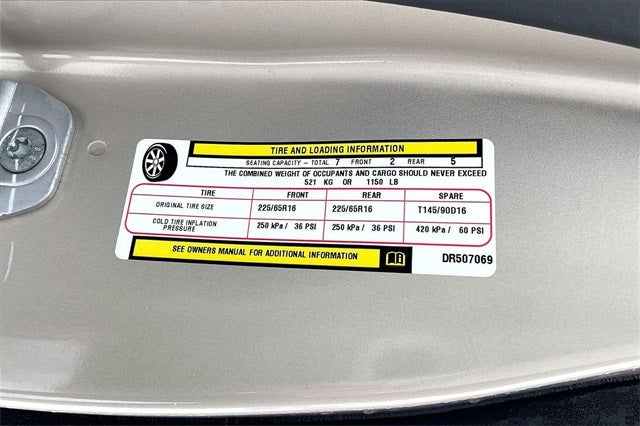 TIRE AND LOADING INFORMATION
SEATING CAPACITY – TOTAL 7 FRONT 2 REAR 5
THE COMBINED WEIGHT OF OCCUPANTS AND CARGO SHOULD NEVER EXCEED
521 KG OR 1150 LB
TIRE FRONT REAR SPARE
ORIGINAL TIRE SIZE 225/65R16 225/65R16 T145/90D16
COLD TIRE INFLATION
PRESSURE 250 kPa / 36 PSI 250 kPa / 36 PSI 420 kPa / 60 PSI
SEE OWNERS MANUAL FOR ADDITIONAL INFORMATION
DR507069